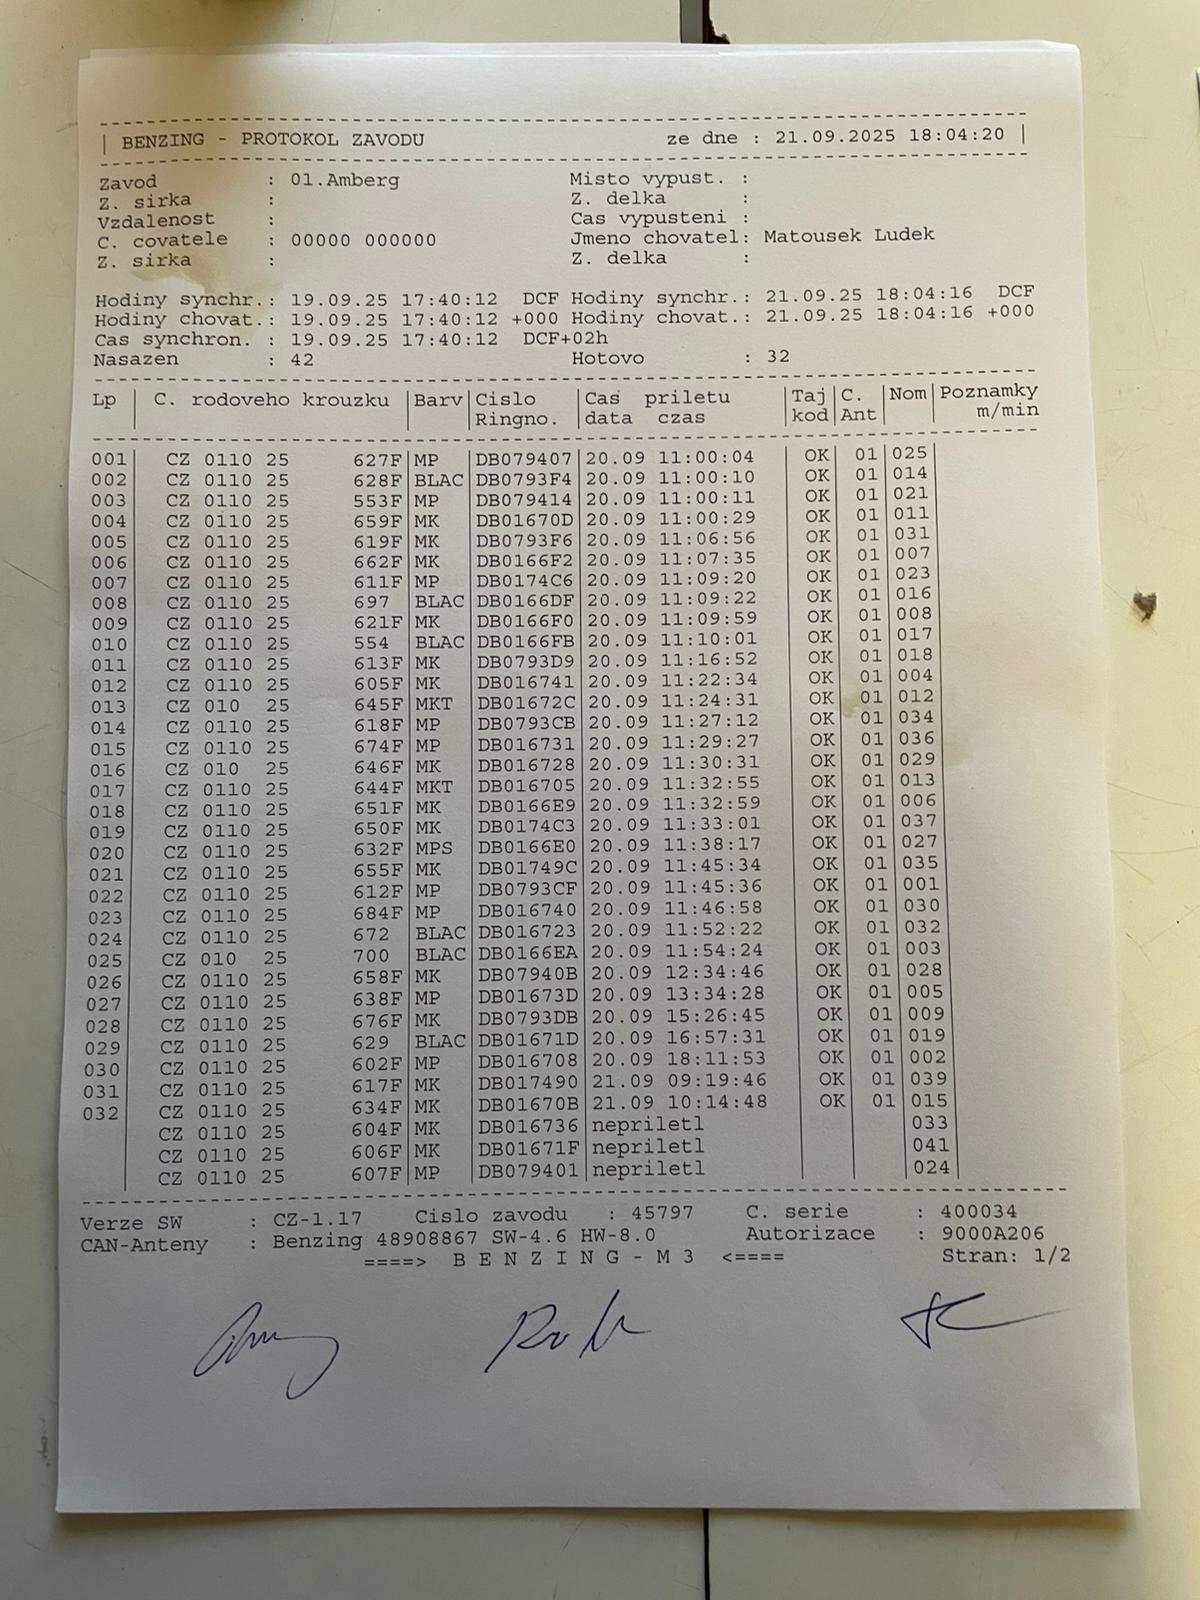 BENZING - PROTOKOL ZAVODU ze dne : 21.09.2025 18:04:20
Zavod : 01.Amberg Misto vypust. :
Z. sirka : Z. delka :
Vzdalenost : Cas vypusteni :
C. covatele : 00000 000000 Jmeno chovatel: Matousek Ludek
Z. sirka : Z. delka :
Hodiny synchr.: 19.09.25 17:40:12 DCF Hodiny synchr.: 21.09.25 18:04:16 DCF
Hodiny chovat.: 19.09.25 17:40:12 +000 Hodiny chovat.: 21.09.25 18:04:16 +000
Cas synchron. : 19.09.25 17:40:12 DCF+02h
Nasazen : 42 Hotovo : 32
Lp | C. rodoveho krouzku | Barv | Cislo | Cas priletu | Taj | C. | Nom | Poznamky
Ringno. | data czas | kod | Ant | m/min
001 CZ 0110 25 627F MP DB079407 20.09 11:00:04 OK 01 025
002 CZ 0110 25 628F BLAC DB0793F4 20.09 11:00:10 OK 01 014
003 CZ 0110 25 553F MP DB079414 20.09 11:00:11 OK 01 021
004 CZ 0110 25 659F MK DB01670D 20.09 11:00:29 OK 01 011
005 CZ 0110 25 619F MK DB0793F6 20.09 11:06:56 OK 01 031
006 CZ 0110 25 662F MK DB0166F2 20.09 11:07:35 OK 01 007
007 CZ 0110 25 611F MP DB0174C6 20.09 11:09:20 OK 01 023
008 CZ 0110 25 697 BLAC DB0166DF 20.09 11:09:22 OK 01 016
009 CZ 0110 25 621F MK DB0166F0 20.09 11:09:59 OK 01 008
010 CZ 0110 25 554 BLAC DB0166FB 20.09 11:10:01 OK 01 017
011 CZ 0110 25 613F MK DB0793D9 20.09 11:16:52 OK 01 018
012 CZ 0110 25 605F MK DB016741 20.09 11:22:34 OK 01 004
013 CZ 010 25 645F MKT DB01672C 20.09 11:24:31 OK 01 012
014 CZ 0110 25 618F MP DB0793CB 20.09 11:27:12 OK 01 034
015 CZ 0110 25 674F MP DB016731 20.09 11:29:27 OK 01 036
016 CZ 010 25 646F MK DB016728 20.09 11:30:31 OK 01 029
017 CZ 0110 25 644F MKT DB016705 20.09 11:32:55 OK 01 013
018 CZ 0110 25 651F MK DB0166E9 20.09 11:32:59 OK 01 006
019 CZ 0110 25 650F MK DB0174C3 20.09 11:33:01 OK 01 037
020 CZ 0110 25 632F MPS DB0166E0 20.09 11:38:17 OK 01 027
021 CZ 0110 25 655F MK DB01749C 20.09 11:45:34 OK 01 035
022 CZ 0110 25 612F MP DB0793CF 20.09 11:45:36 OK 01 001
023 CZ 0110 25 684F MP DB016740 20.09 11:46:58 OK 01 030
024 CZ 0110 25 672 BLAC DB016723 20.09 11:52:22 OK 01 032
025 CZ 010 25 700 BLAC DB0166EA 20.09 11:54:24 OK 01 003
026 CZ 0110 25 658F MK DB07940B 20.09 12:34:46 OK 01 028
027 CZ 0110 25 638F MP DB01673D 20.09 13:34:28 OK 01 005
028 CZ 0110 25 676F MK DB0793DB 20.09 15:26:45 OK 01 009
029 CZ 0110 25 629 BLAC DB01671D 20.09 16:57:31 OK 01 019
030 CZ 0110 25 602F MP DB016708 20.09 18:11:53 OK 01 002
031 CZ 0110 25 617F MK DB017490 21.09 09:19:46 OK 01 039
032 CZ 0110 25 634F MK DB01670B 21.09 10:14:48 OK 01 015
CZ 0110 25 604F MK DB016736 nepriletl 033
CZ 0110 25 606F MK DB01671F nepriletl 041
CZ 0110 25 607F MP DB079401 nepriletl 024
Verze SW : CZ-1.17 Cislo zavodu : 45797 C. serie : 400034
CAN-Anteny : Benzing 48908867 SW-4.6 HW-8.0 Autorizace : 9000A206
====> B E N Z I N G - M 3 <==== Stran: 1/2